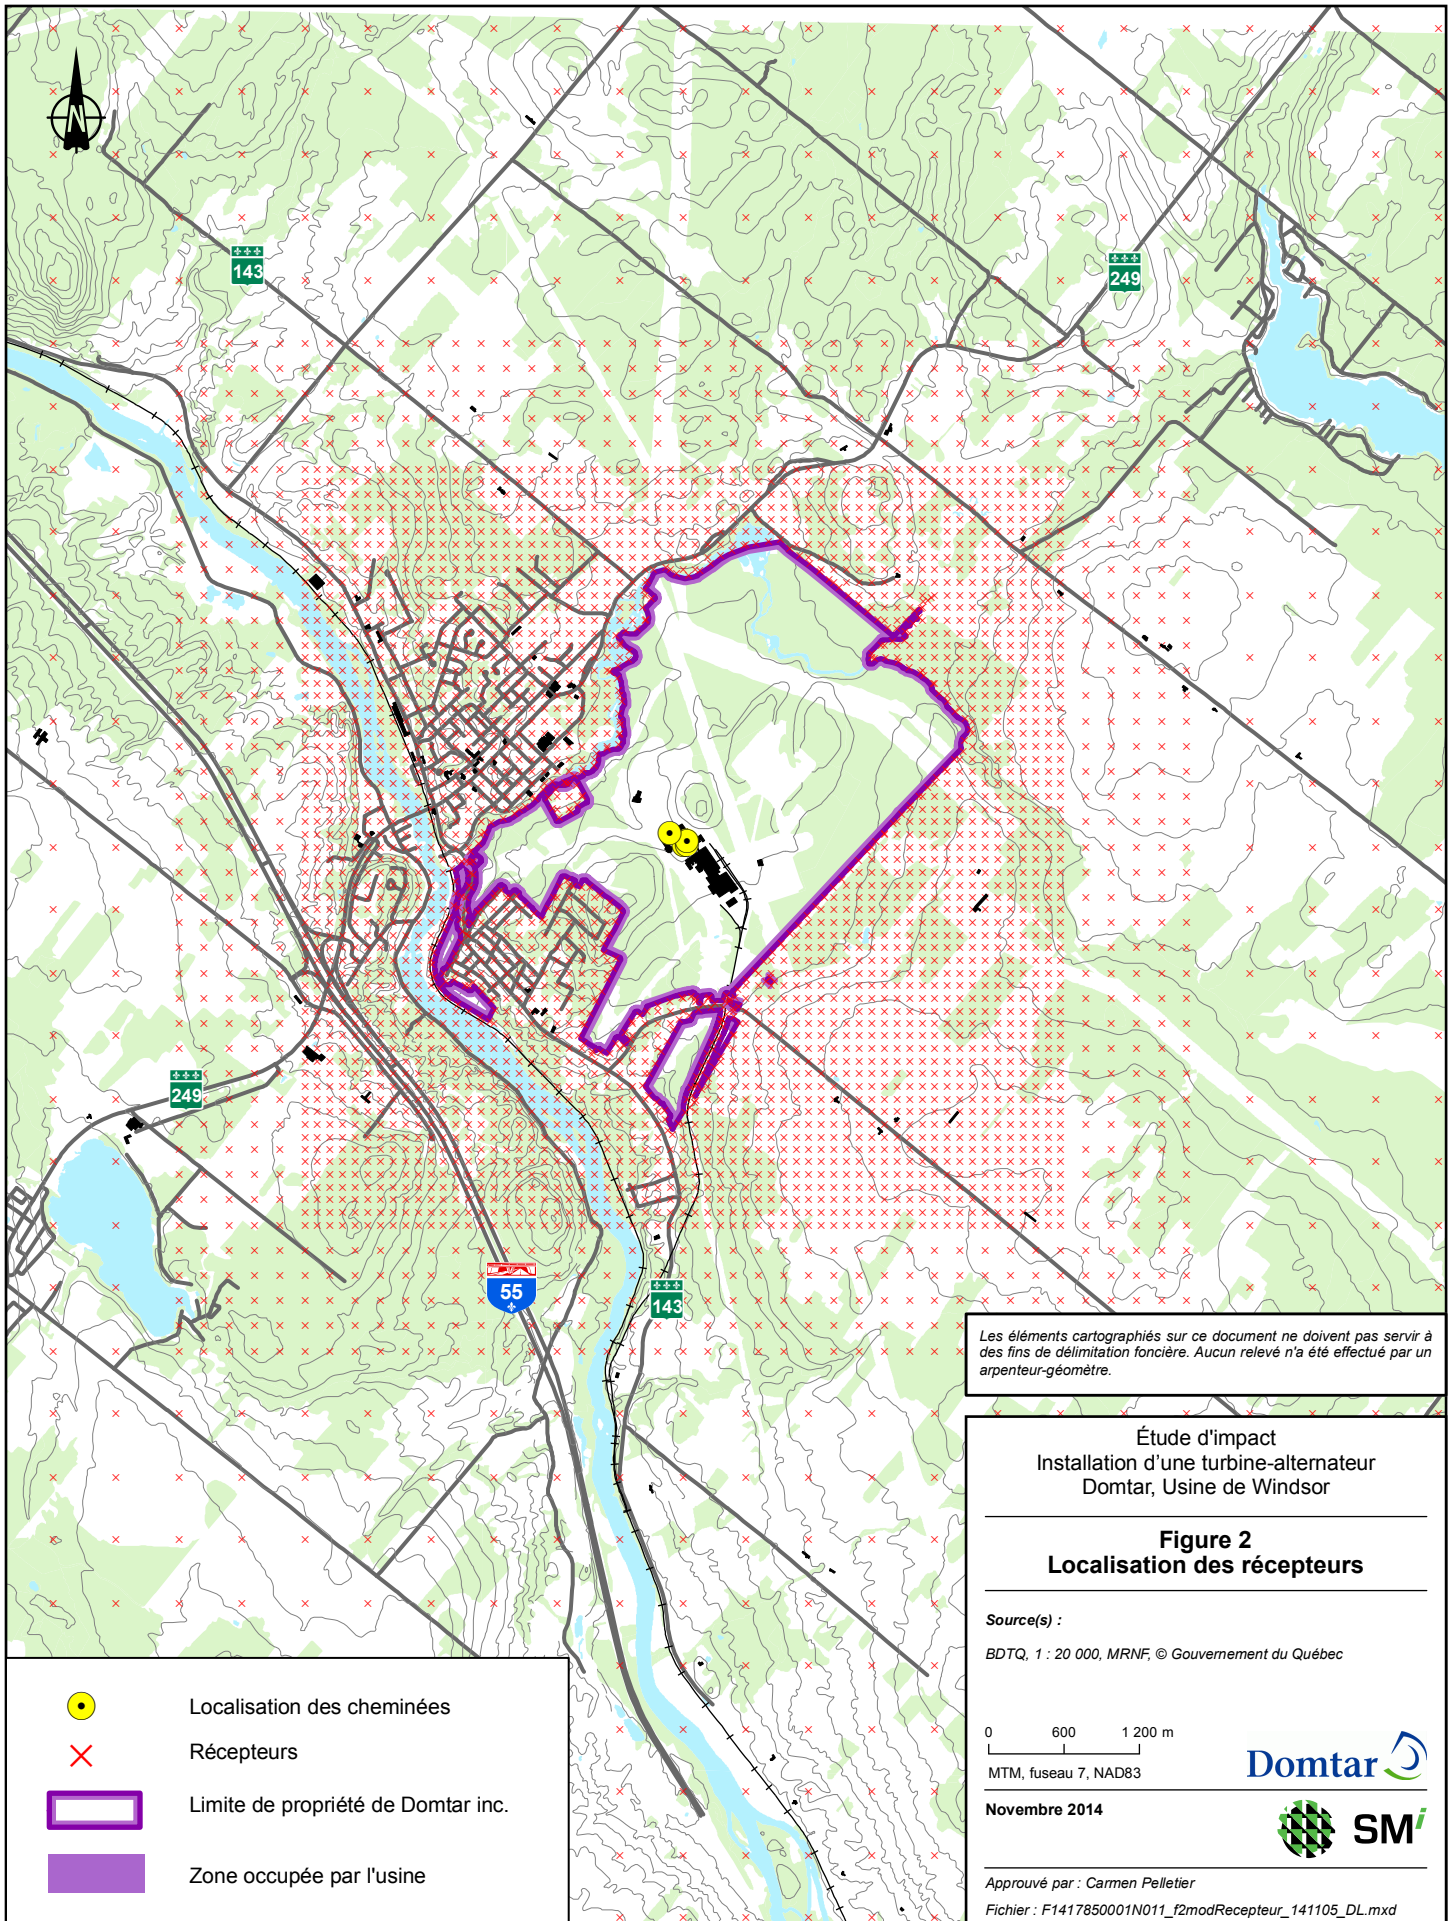 N
143
249
249
55
143
Les éléments cartographiés sur ce document ne doivent pas servir à
des fins de délimitation foncière. Aucun relevé n'a été effectué par un
arpenteur-géomètre.
Étude d'impact
Installation d'une turbine-alternateur
Domtar, Usine de Windsor
Figure 2
Localisation des récepteurs
Source(s) :
BDTQ, 1 : 20 000, MRNF, © Gouvernement du Québec
0 600 1 200 m
MTM, fuseau 7, NAD83
Domtar
Novembre 2014
SMi
Approuvé par : Carmen Pelletier
Fichier : F1417850001N011_f2modRecepteur_141105_DL.mxd
Localisation des cheminées
Récepteurs
Limite de propriété de Domtar inc.
Zone occupée par l'usine